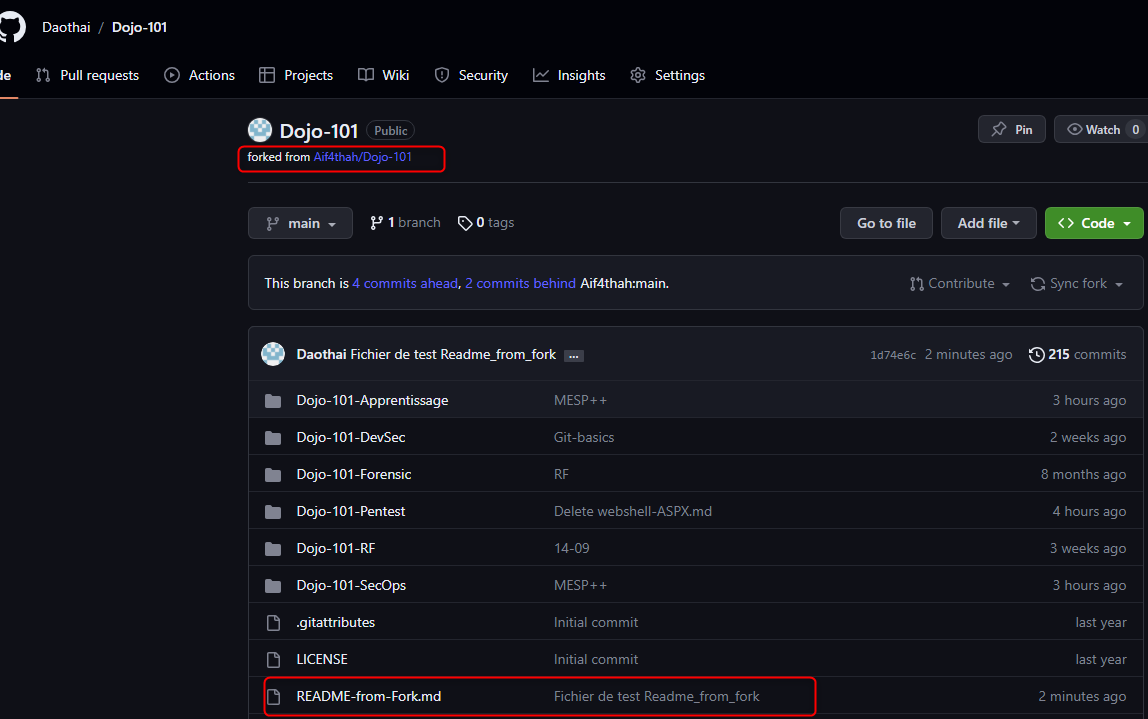 Daothai / Dojo-101
de Pull requests Actions Projects Wiki Security Insights Settings
Dojo-101 Public Pin Watch 0
forked from Aif4thah/Dojo-101
main 1 branch 0 tags Go to file Add file Code
This branch is 4 commits ahead, 2 commits behind Aif4thah:main. Contribute Sync fork
Daothai Fichier de test Readme_from_fork ... 1d74e6c 2 minutes ago 215 commits
Dojo-101-Apprentissage MESP++ 3 hours ago
Dojo-101-DevSec Git-basics 2 weeks ago
Dojo-101-Forensic RF 8 months ago
Dojo-101-Pentest Delete webshell-ASPX.md 4 hours ago
Dojo-101-RF 14-09 3 weeks ago
Dojo-101-SecOps MESP++ 3 hours ago
.gitattributes Initial commit last year
LICENSE Initial commit last year
README-from-Fork.md Fichier de test Readme_from_fork 2 minutes ago